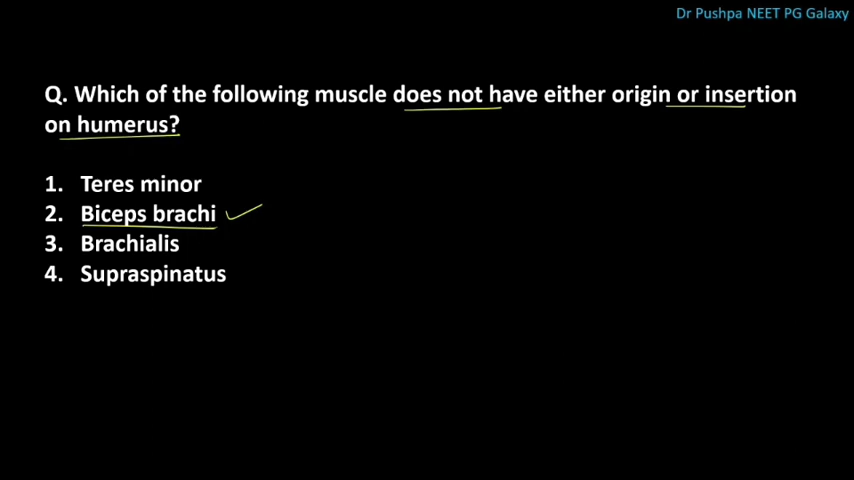 Dr Pushpa NEET PG Galaxy
Q. Which of the following muscle does not have either origin or insertion
on humerus?
1. Teres minor
2. Biceps brachi
3. Brachialis
4. Supraspinatus